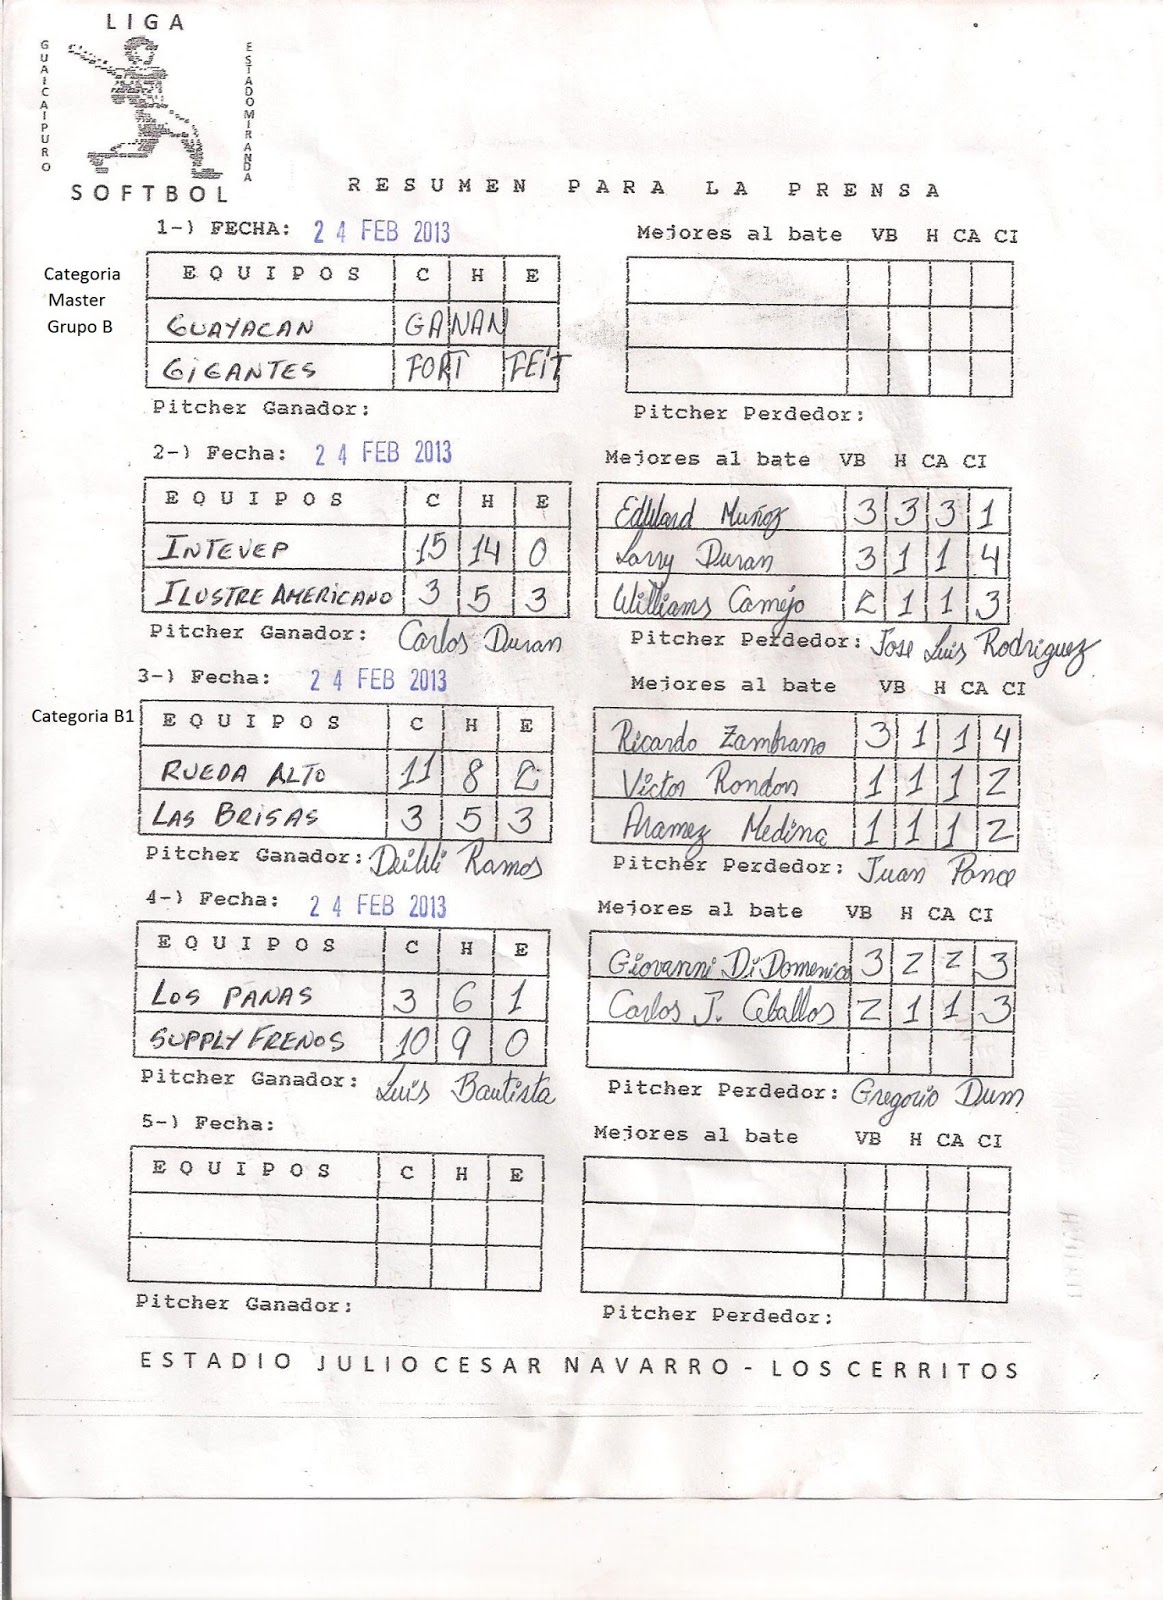 LIGA
GUAICAIPURO
ESTADO MIRANDA
SOFTBOL
RESUMEN PARA LA PRENSA
1-) FECHA: 24 FEB 2013 Mejores al bate VB H CA CI
Categoria Master Grupo B
EQUIPOS C H E
GUAYACAN GANAN
GIGANTES FORT FEIT
Pitcher Ganador: Pitcher Perdedor:
2-) Fecha: 24 FEB 2013 Mejores al bate VB H CA CI
EQUIPOS C H E Edward Muñoz 3 3 3 1
INTEVEP 15 14 0 Larry Duran 3 1 1 4
ILUSTRE AMERICANO 3 5 3 Williams Camejo 2 1 1 3
Pitcher Ganador: Carlos Duran Pitcher Perdedor: Jose Luis Rodriguez
3-) Fecha: 24 FEB 2013 Mejores al bate VB H CA CI
Categoria B1
EQUIPOS C H E Ricardo Zambrano 3 1 1 4
RUEDA ALTO 11 8 2 Victor Rondon 1 1 1 2
LAS BRISAS 3 5 3 Aramez Medina 1 1 1 2
Pitcher Ganador: Ramos Pitcher Perdedor: Juan Ponce
4-) Fecha: 24 FEB 2013 Mejores al bate VB H CA CI
EQUIPOS C H E Giovanni Di Domenico 3 2 2 3
LOS PANAS 3 6 1 Carlos J. Ceballos 2 1 1 3
SUPPLY FRENOS 10 9 0
Pitcher Ganador: Luis Bautista Pitcher Perdedor: Gregorio Dum
5-) Fecha: Mejores al bate VB H CA CI
EQUIPOS C H E
Pitcher Ganador: Pitcher Perdedor:
ESTADIO JULIO CESAR NAVARRO - LOS CERRITOS